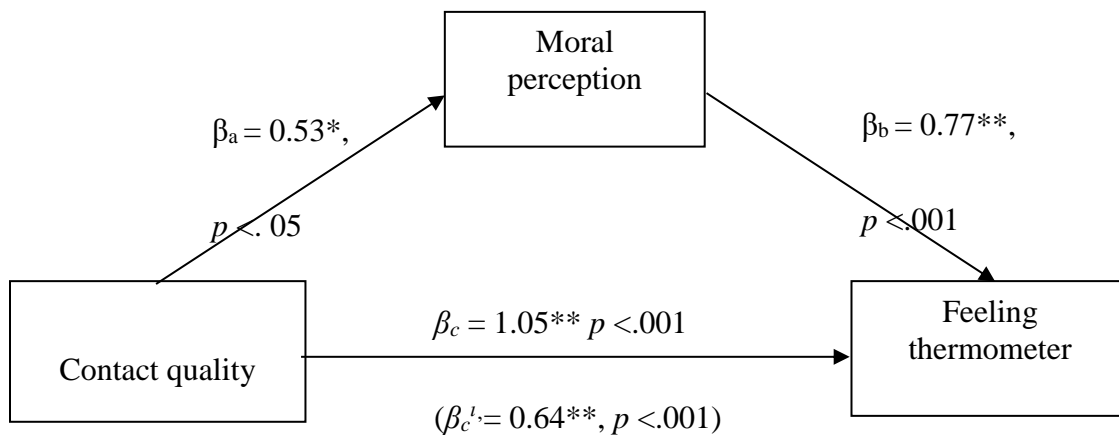 Moral
perception
βa = 0.53*,
βb = 0.77**,
p <. 05
p <.001
Contact quality
βc = 1.05** p <.001
Feeling
thermometer
(βcˡ,= 0.64**, p <.001)